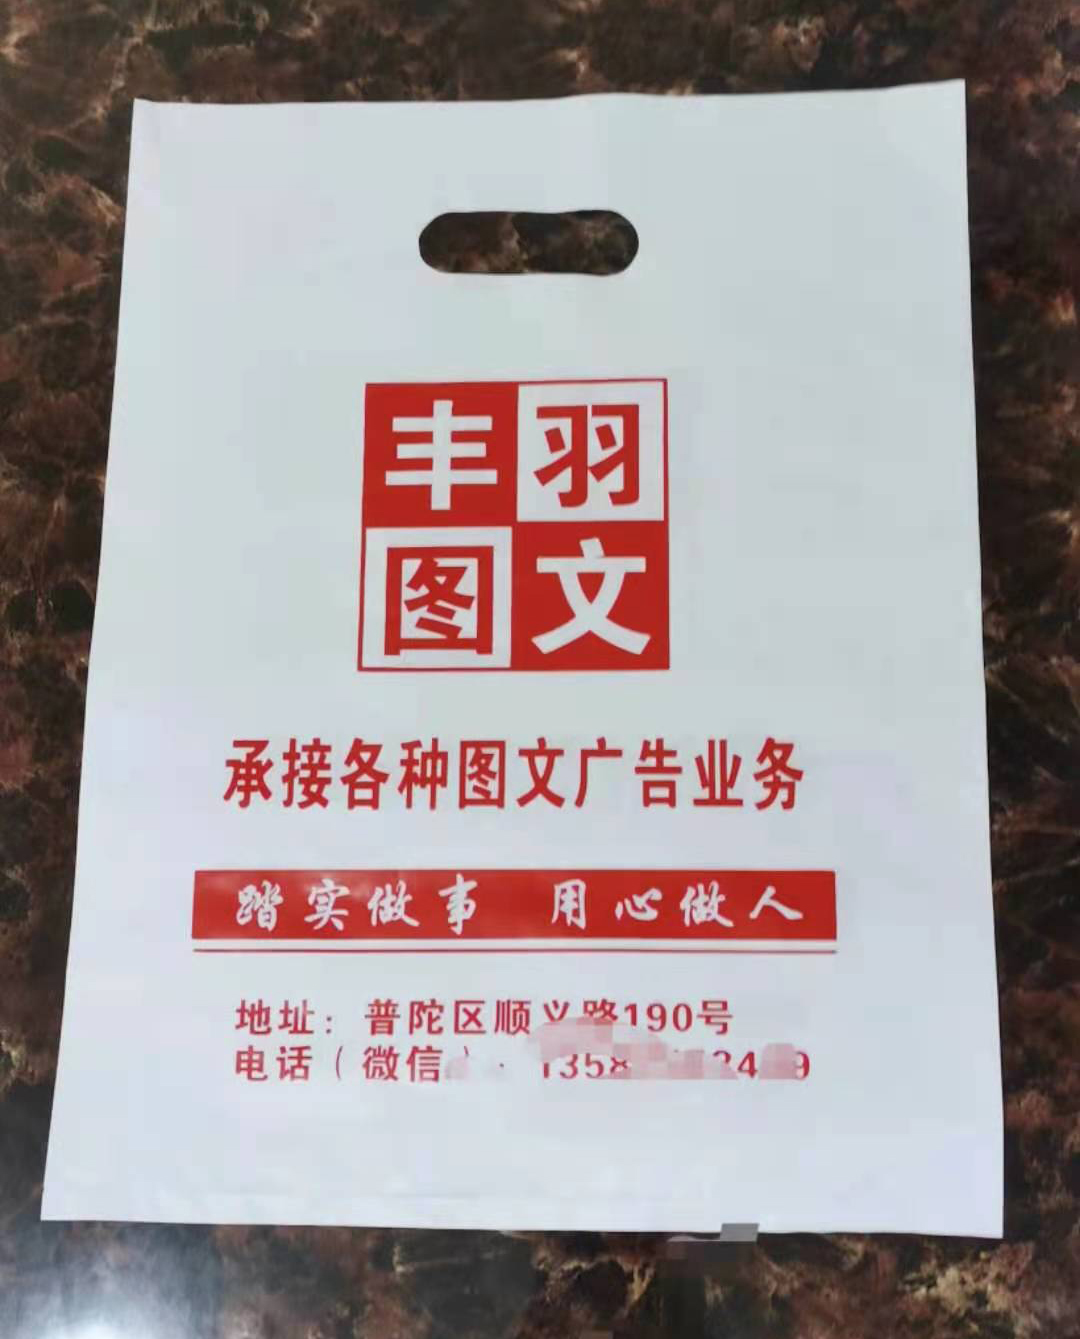 丰羽
图文
承接各种图文广告业务
踏实做事 用心做人
地址：普陀区顺义路190号
电话（微信